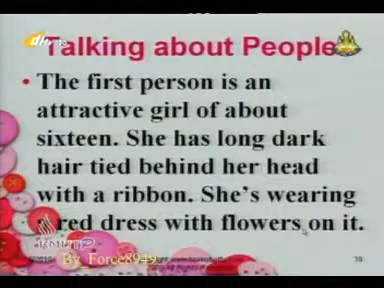 Talking about People
• The first person is an
attractive girl of about
sixteen. She has long dark
hair tied behind her head
with a ribbon. She's wearing
red dress with flowers on it.
By Force8949